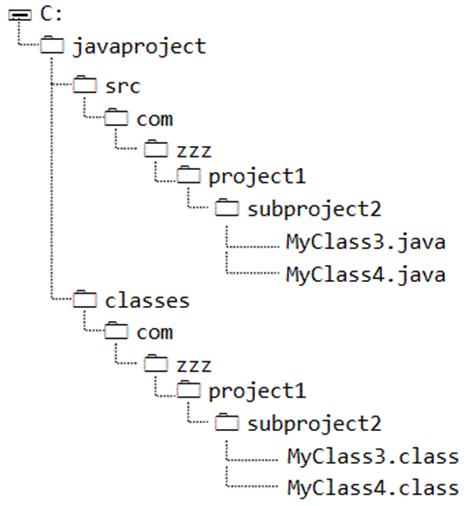 C:
javaproject
src
com
zzz
project1
subproject2
MyClass3.java
MyClass4.java
classes
com
zzz
project1
subproject2
MyClass3.class
MyClass4.class